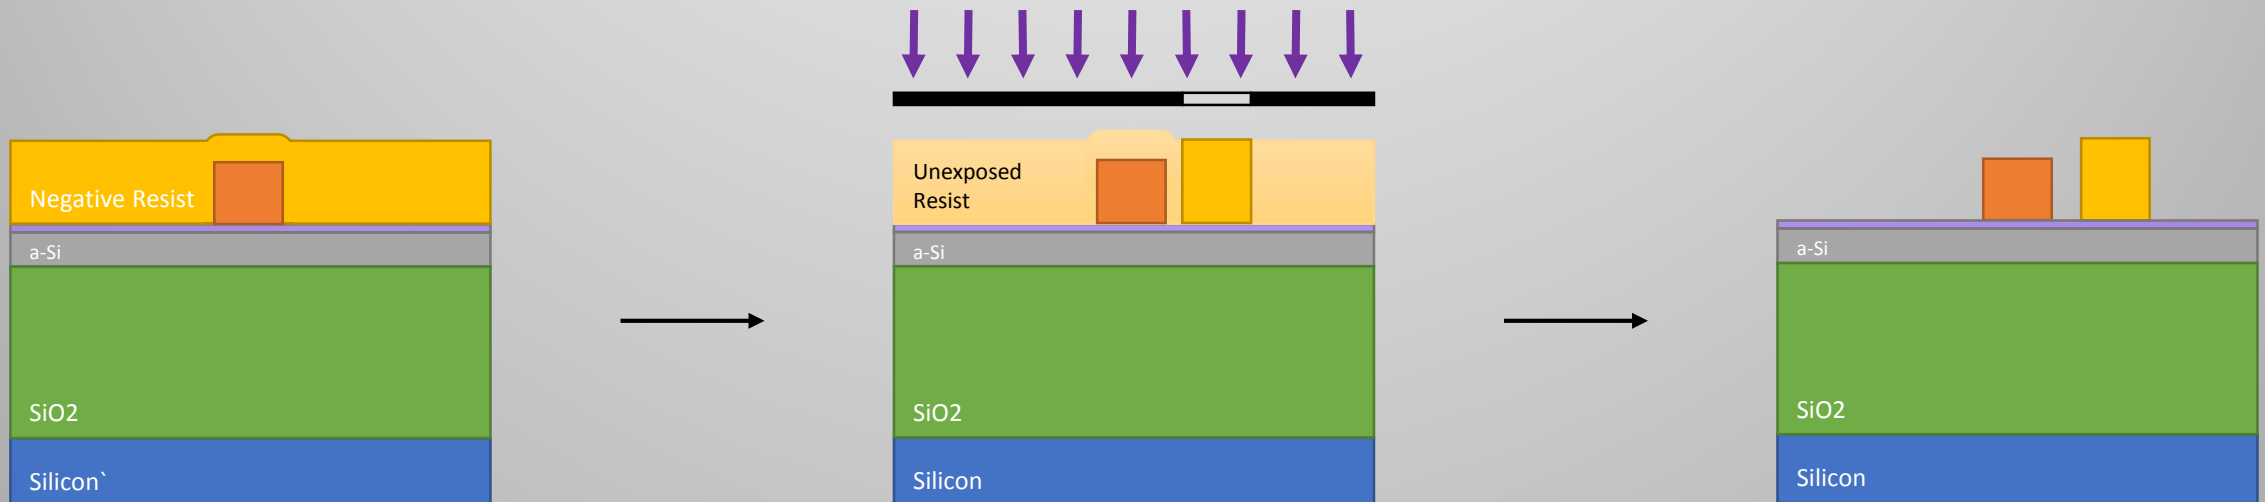 Negative Resist
a-Si
SiO2
Silicon`
Unexposed
Resist
a-Si
SiO2
Silicon
a-Si
SiO2
Silicon